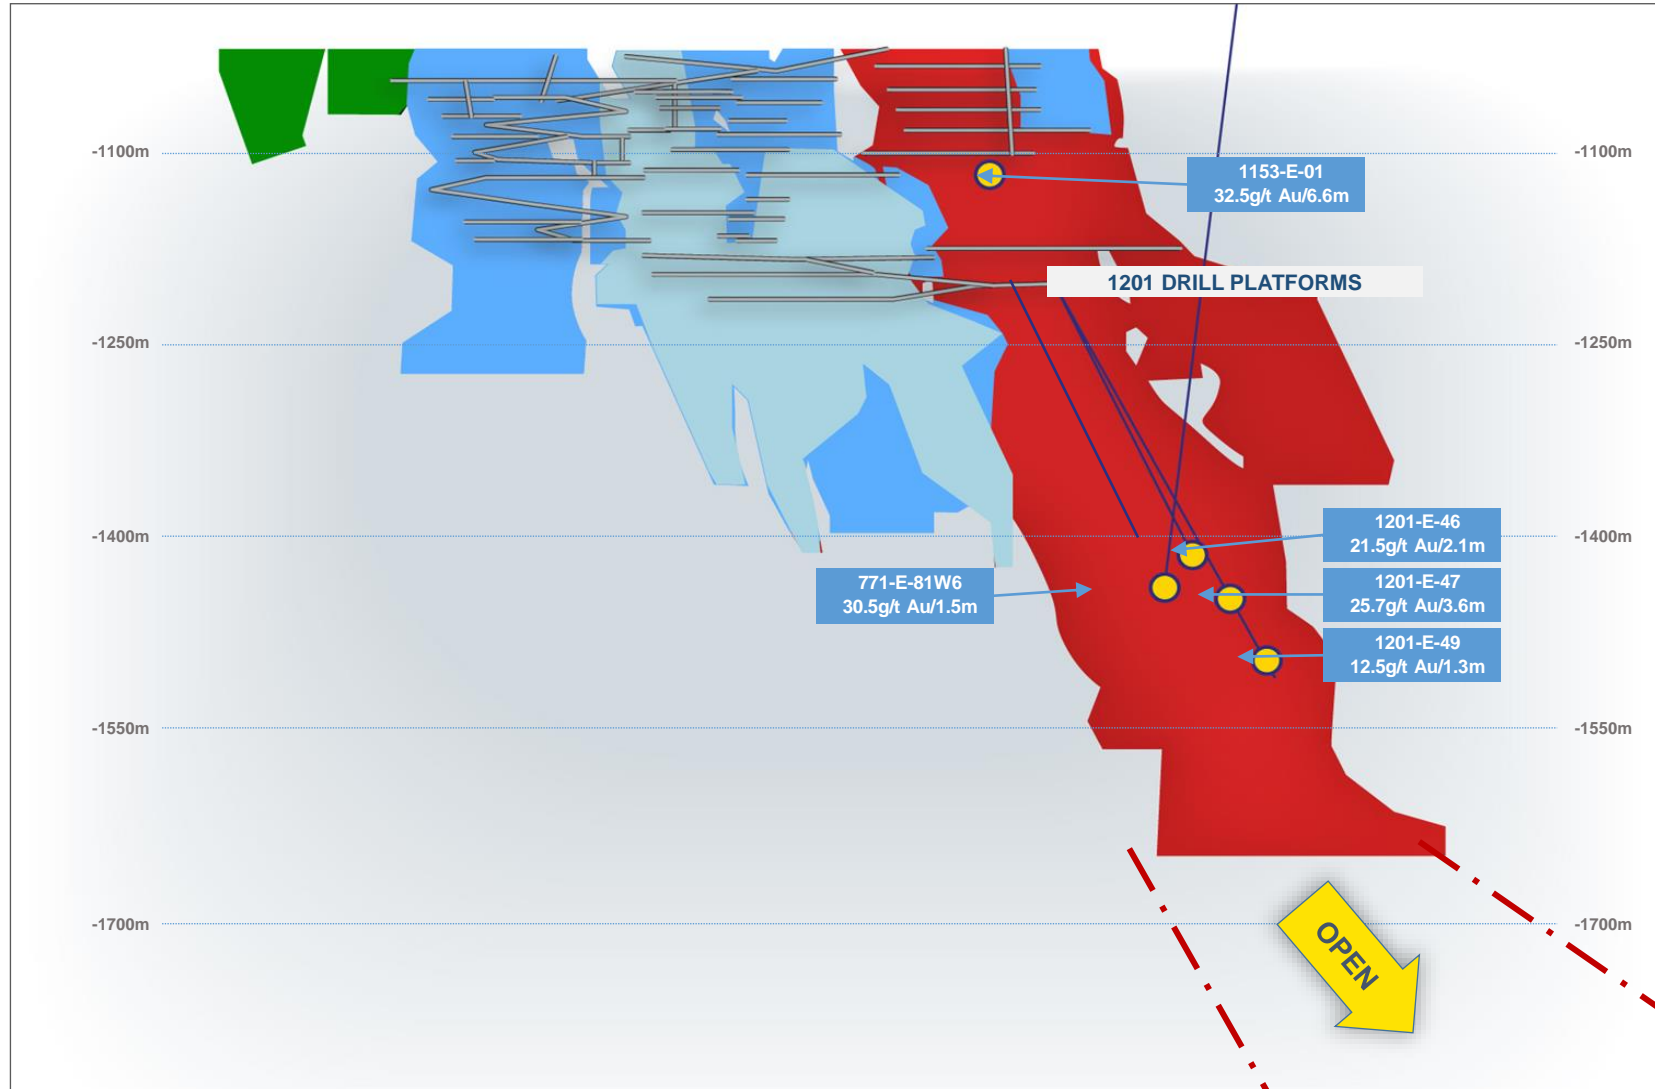 -1100m
-1100m
1153-E-01
32.5g/t Au/6.6m
1201 DRILL PLATFORMS
-1250m
-1250m
1201-E-46
21.5g/t Au/2.1m
-1400m
-1400m
771-E-81W6
30.5g/t Au/1.5m
1201-E-47
25.7g/t Au/3.6m
1201-E-49
12.5g/t Au/1.3m
-1550m
-1550m
-1700m
-1700m
OPEN